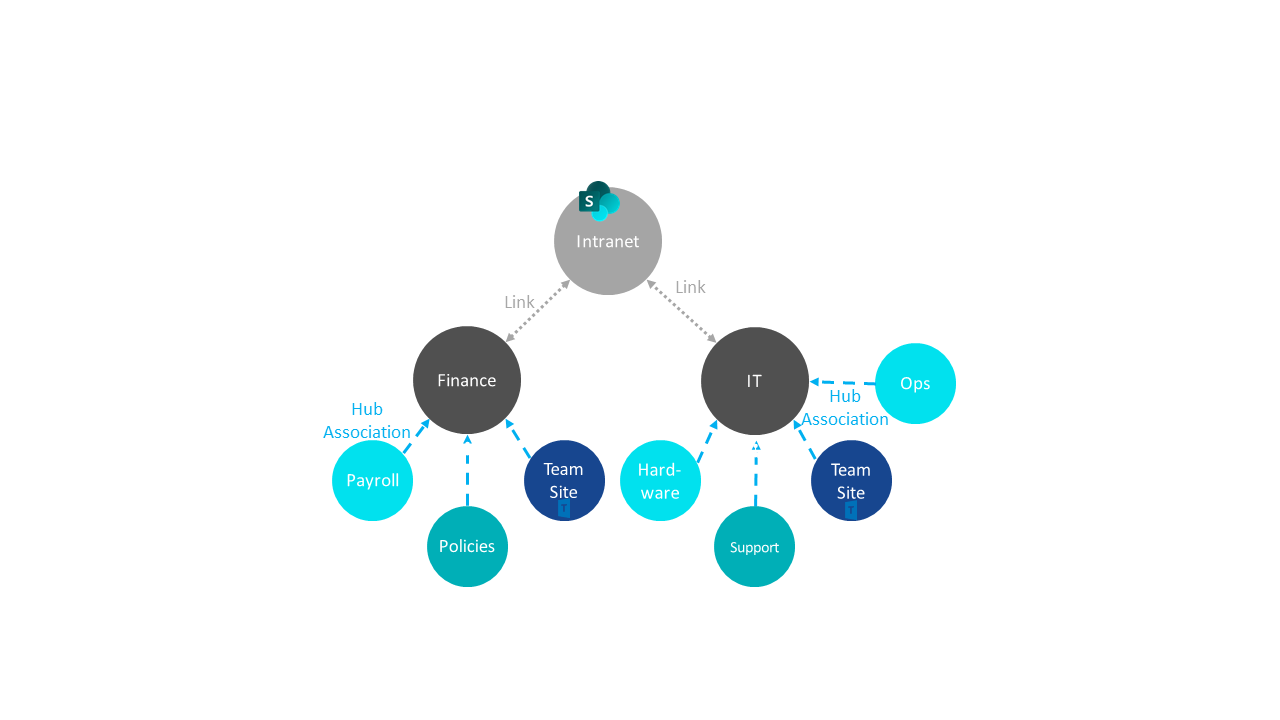 S
Intranet
Link
Link
Finance
IT
Ops
Hub
Association
Hub
Association
Payroll
Team
Site
T
Hard-
ware
Team
Site
T
Policies
Support